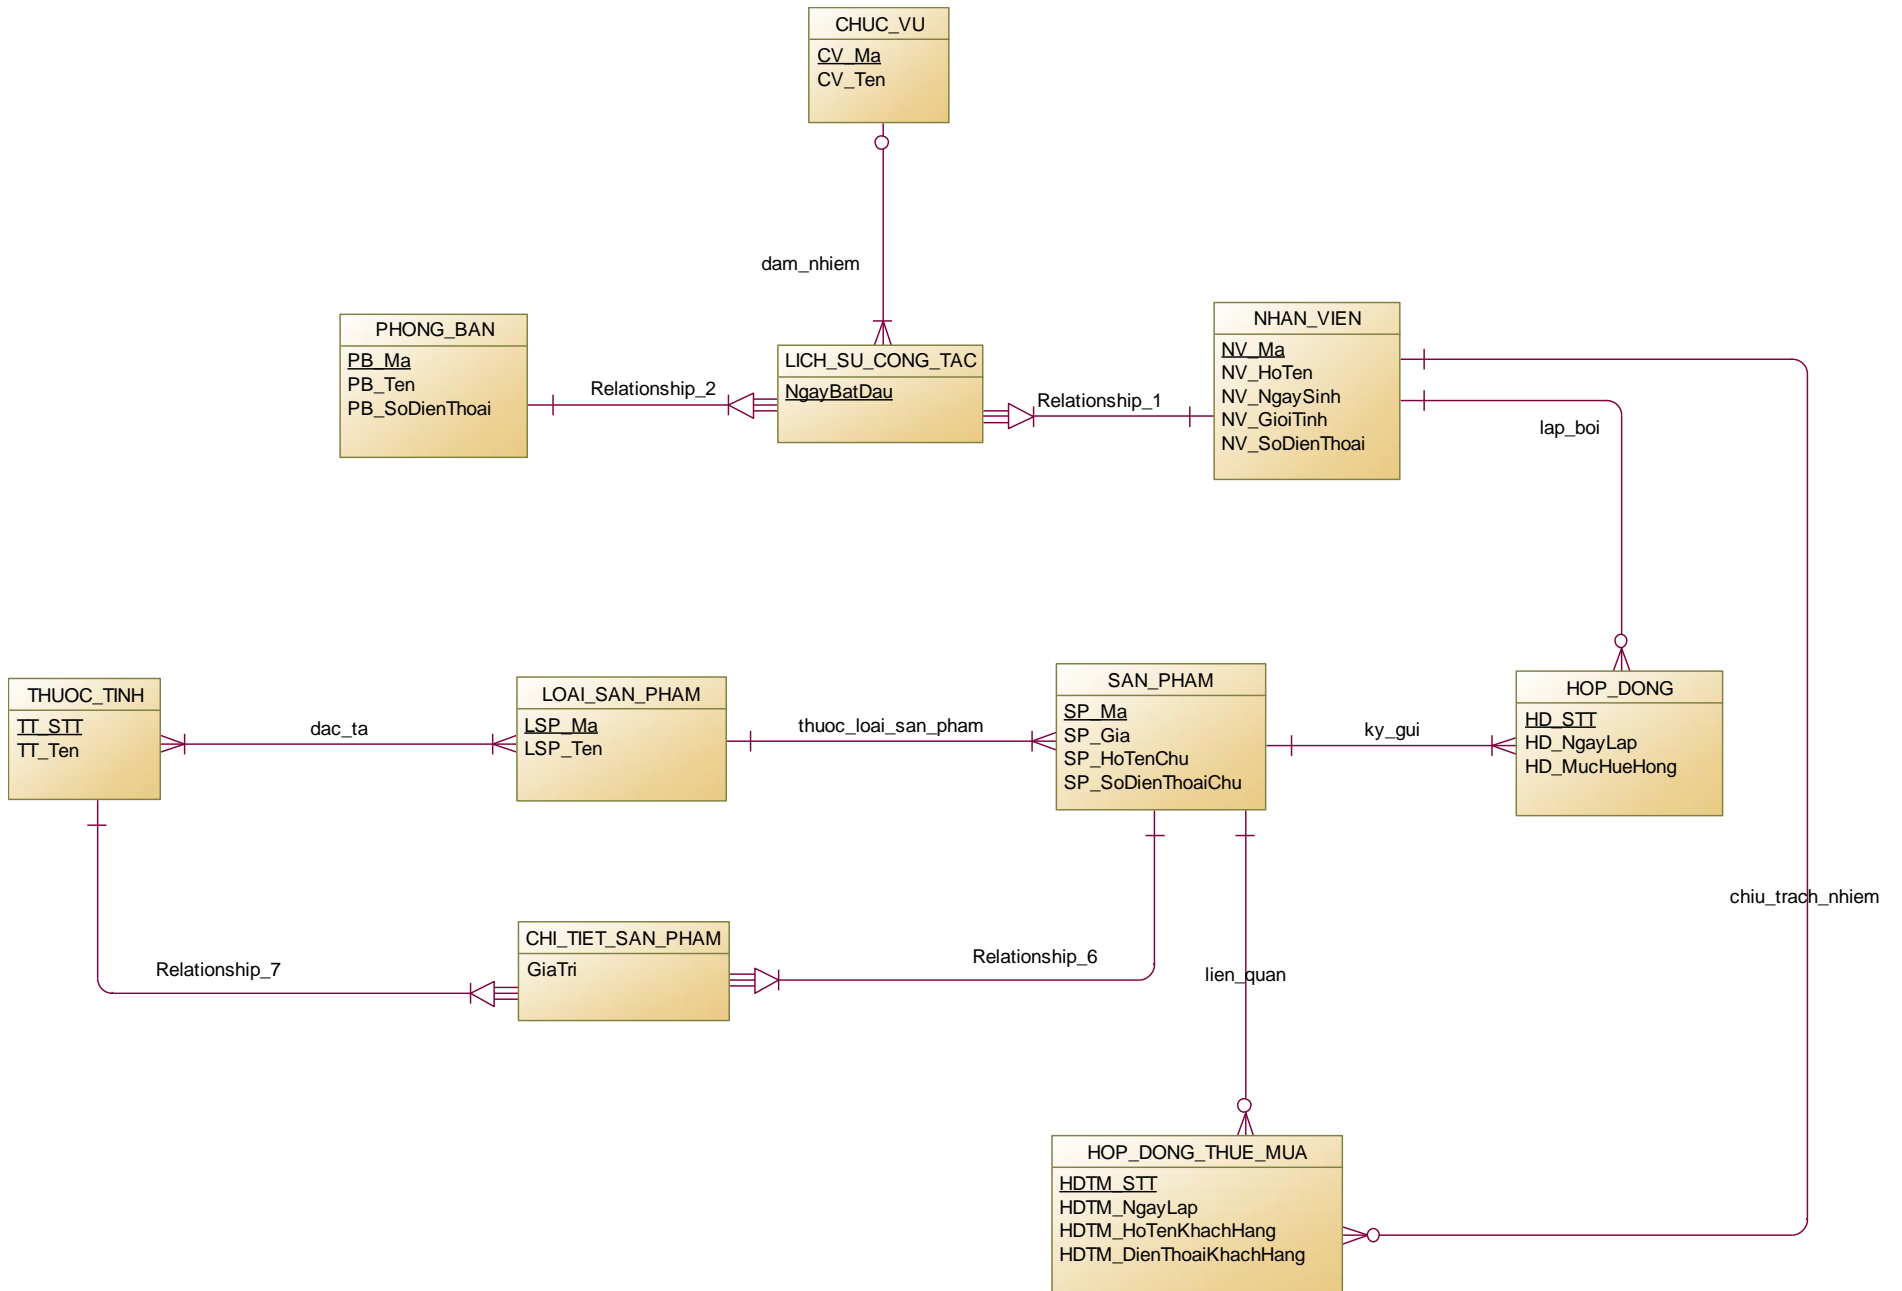 CHUC_VU
CV_Ma
CV_Ten
dam_nhiem
PHONG_BAN
PB_Ma
PB_Ten
PB_SoDienThoai
Relationship_2
LICH_SU_CONG_TAC
NgayBatDau
Relationship_1
NHAN_VIEN
NV_Ma
NV_HoTen
NV_NgaySinh
NV_GioiTinh
NV_SoDienThoai
lap_boi
THUOC_TINH
TT_STT
TT_Ten
dac_ta
LOAI_SAN_PHAM
LSP_Ma
LSP_Ten
thuoc_loai_san_pham
SAN_PHAM
SP_Ma
SP_Gia
SP_HoTenChu
SP_SoDienThoaiChu
ky_gui
HOP_DONG
HD_STT
HD_NgayLap
HD_MucHueHong
chiu_trach_nhiem
Relationship_7
CHI_TIET_SAN_PHAM
GiaTri
Relationship_6
lien_quan
HOP_DONG_THUE_MUA
HDTM_STT
HDTM_NgayLap
HDTM_HoTenKhachHang
HDTM_DienThoaiKhachHang